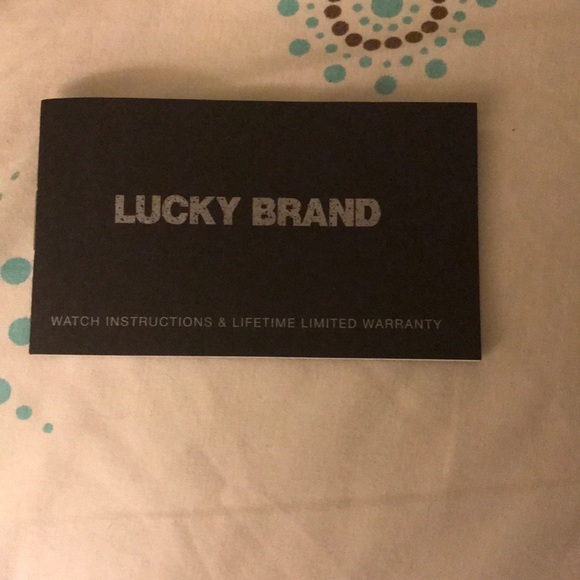 LUCKY BRAND
WATCH INSTRUCTIONS & LIFETIME LIMITED WARRANTY